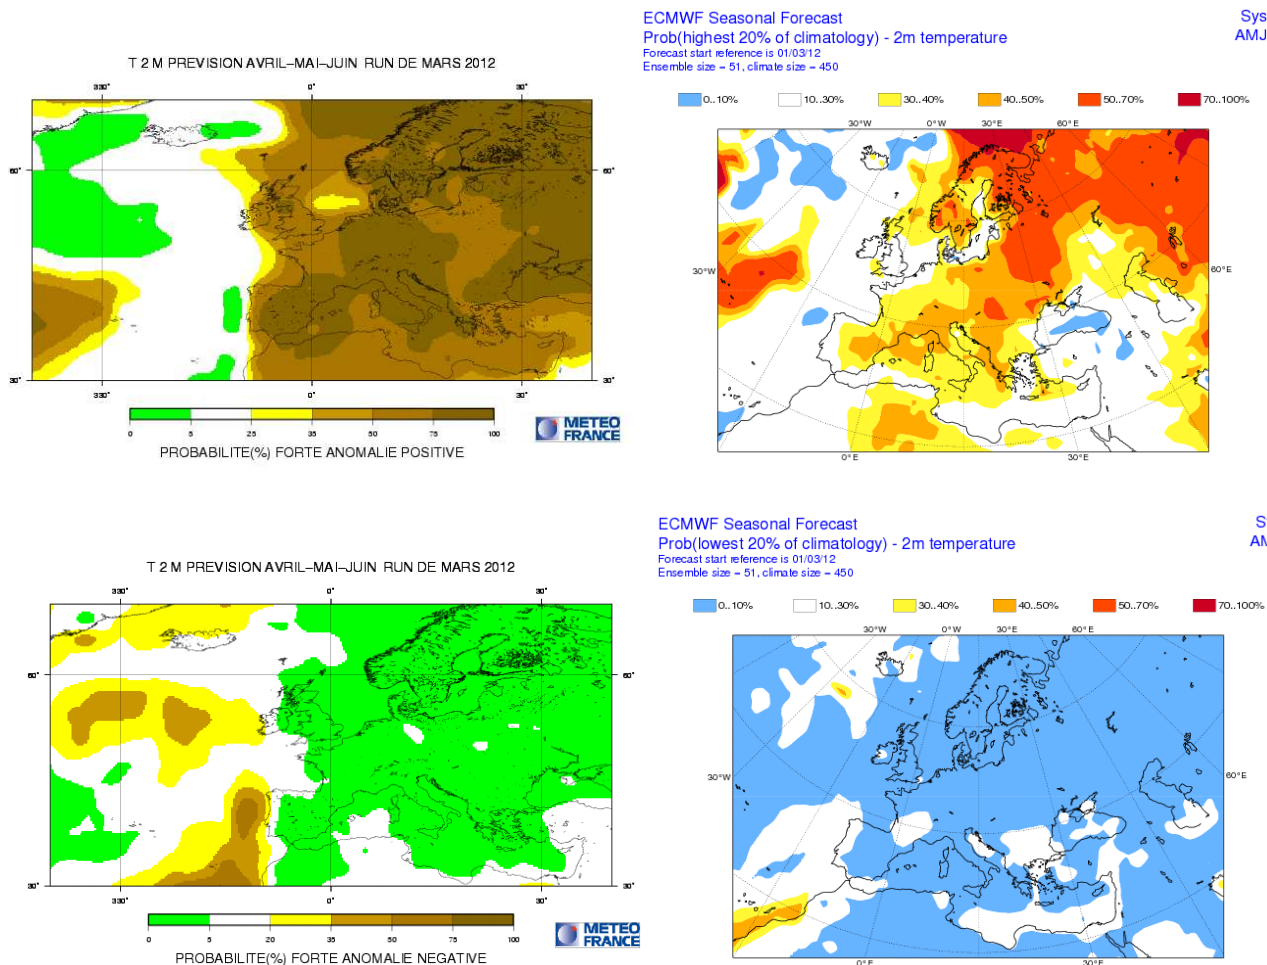 T 2 M PREVISION AVRIL–MAI–JUIN RUN DE MARS 2012
330° 0° 30°
60°
30°
330° 0° 30°
0 5 25 35 50 75 100
PROBABILITE(%) FORTE ANOMALIE POSITIVE
METEO
FRANCE
ECMWF Seasonal Forecast
Prob(highest 20% of climatology) - 2m temperature
Forecast start reference is 01/03/12
Ensemble size = 51, climate size = 450
Sys
AMJ
0..10% 10..30% 30..40% 40..50% 50..70% 70..100%
30°W 0°W 30°E 60°E
30°W
60°E
0°E 30°E
T 2 M PREVISION AVRIL–MAI–JUIN RUN DE MARS 2012
330° 0° 30°
60°
30°
330° 0° 30°
0 5 20 35 50 75 100
PROBABILITE(%) FORTE ANOMALIE NEGATIVE
METEO
FRANCE
ECMWF Seasonal Forecast
Prob(lowest 20% of climatology) - 2m temperature
Forecast start reference is 01/03/12
Ensemble size = 51, climate size = 450
S
AM
0..10% 10..30% 30..40% 40..50% 50..70% 70..100%
30°W 0°W 30°E 60°E
30°W
60°E
0°E 30°E